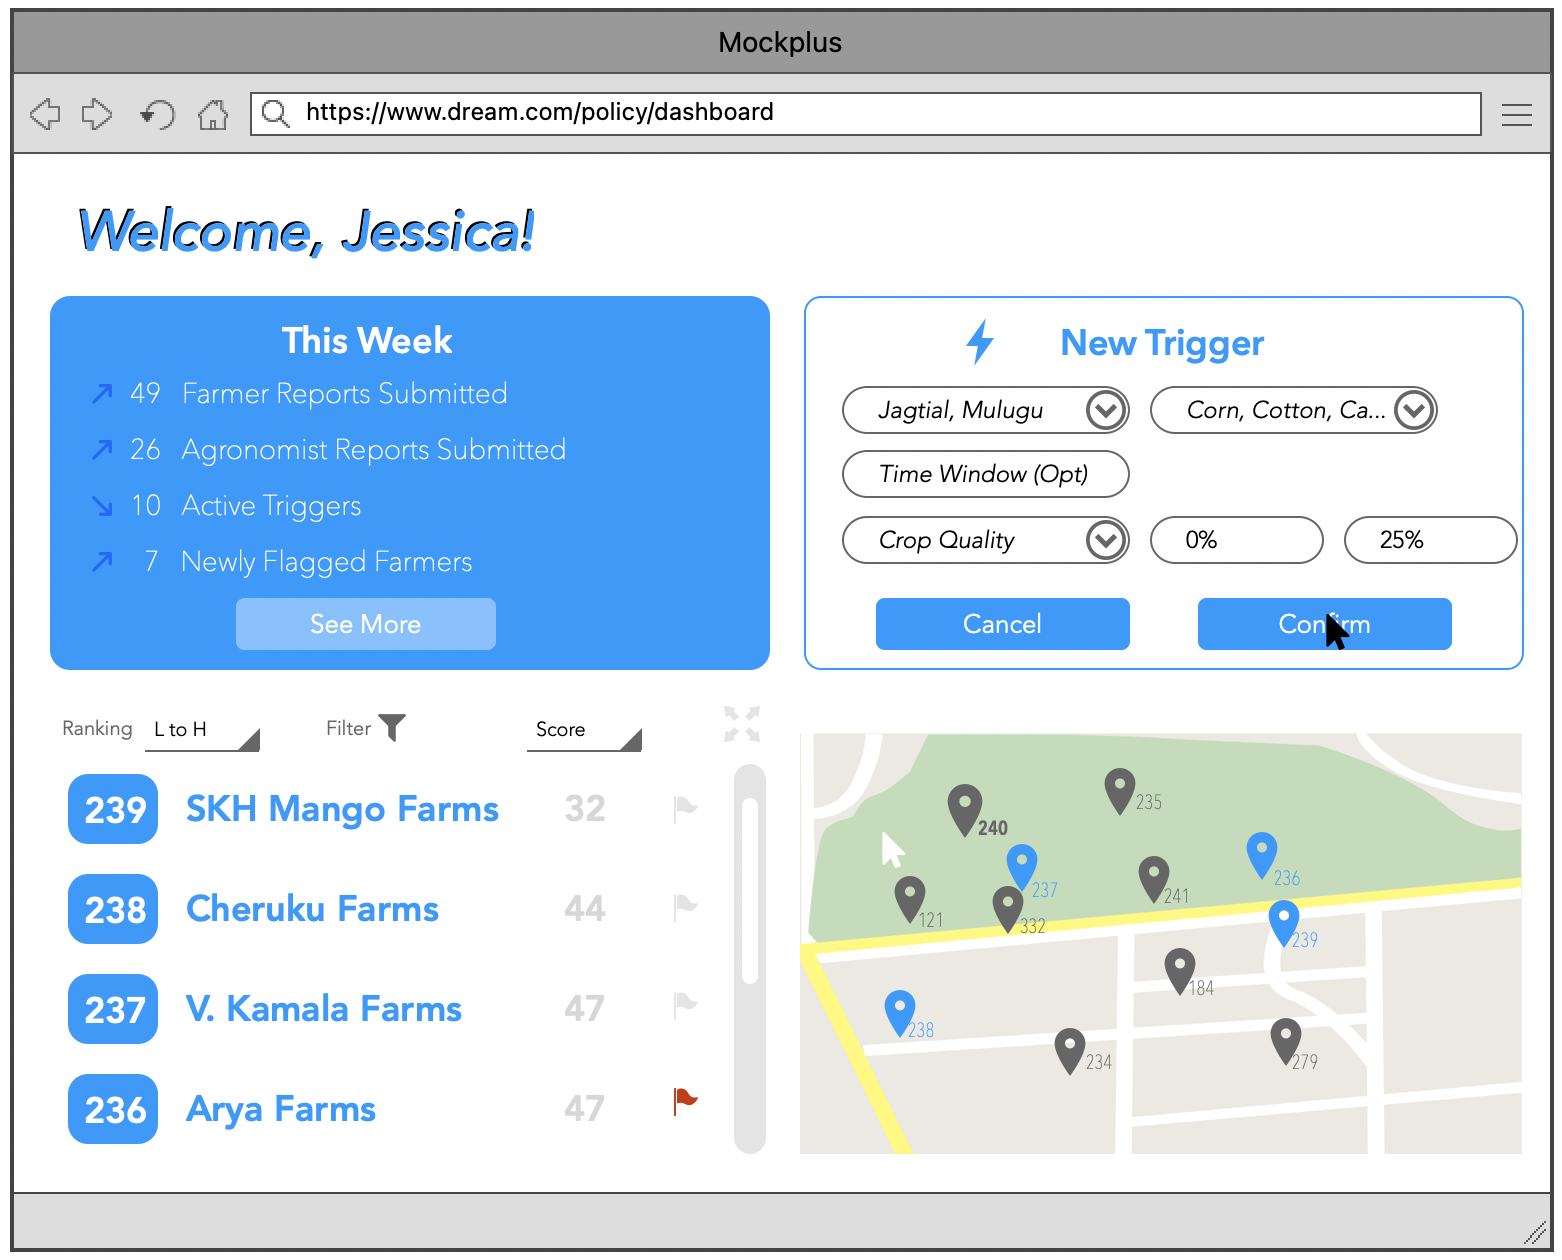 Mockplus
https://www.dream.com/policy/dashboard
Welcome, Jessica!
This Week
49 Farmer Reports Submitted
26 Agronomist Reports Submitted
10 Active Triggers
7 Newly Flagged Farmers
See More
New Trigger
Jagtial, Mulugu
Corn, Cotton, Ca...
Time Window (Opt)
Crop Quality
0%
25%
Cancel
Confirm
Ranking L to H Filter Score
239 SKH Mango Farms 32
238 Cheruku Farms 44
237 V. Kamala Farms 47
236 Arya Farms 47
235
240
236
237
241
121
332
239
184
238
234
279